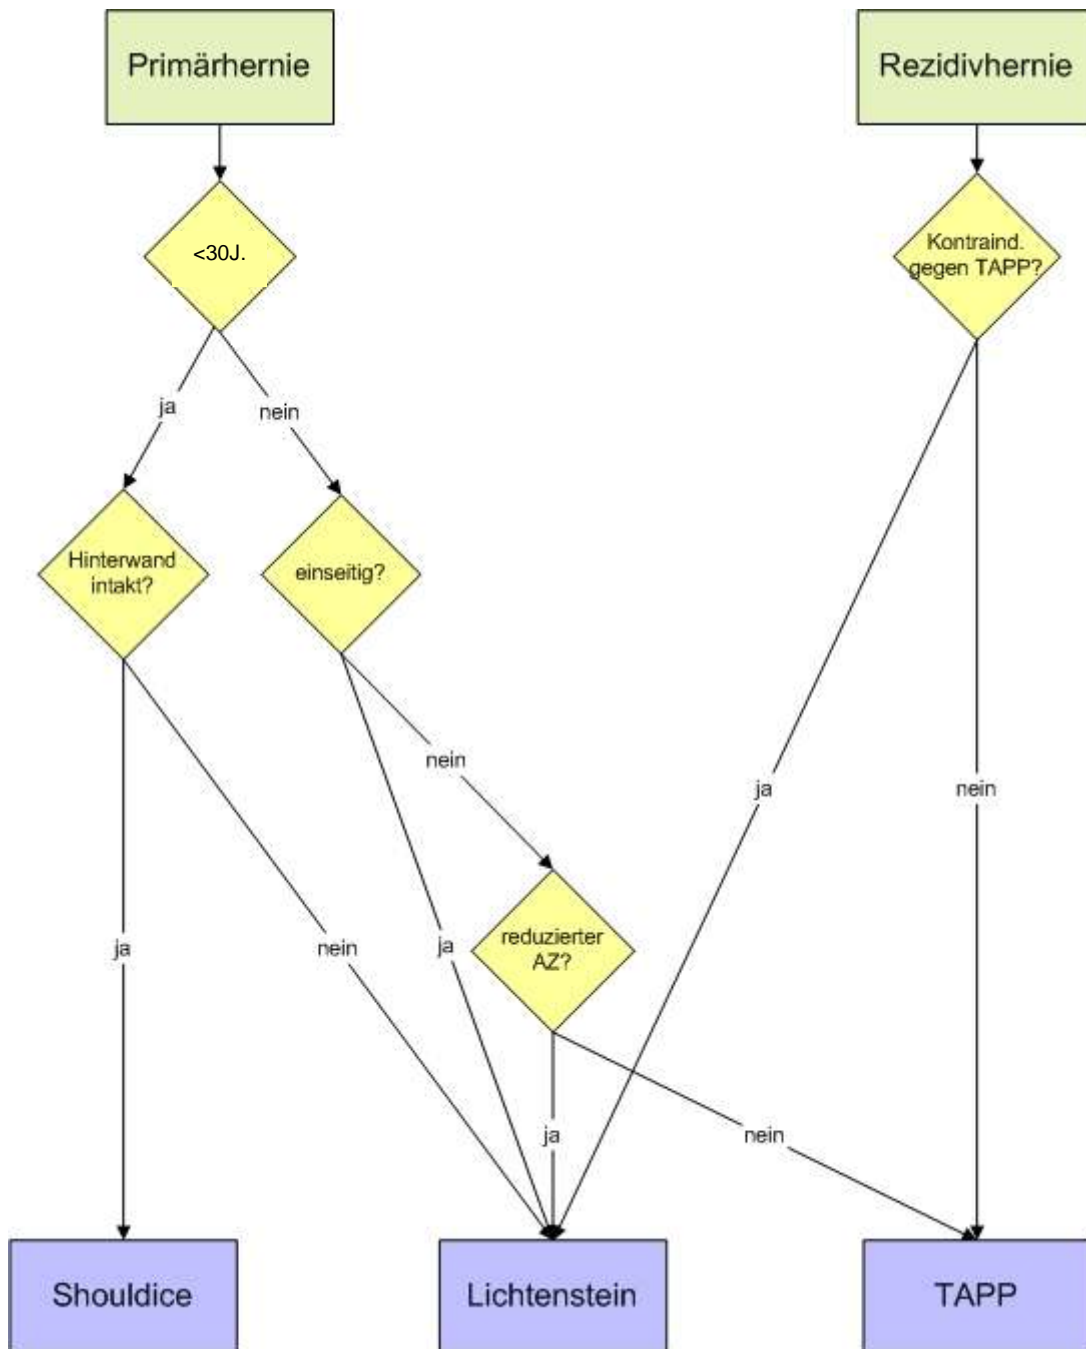 Primärhernie
Rezidivhernie
<30J.
Kontraind.
gegen TAPP?
ja
nein
Hinterwand
intakt?
einseitig?
nein
ja
nein
ja
nein
ja
reduzierter
AZ?
ja
nein
Shouldice
Lichtenstein
TAPP